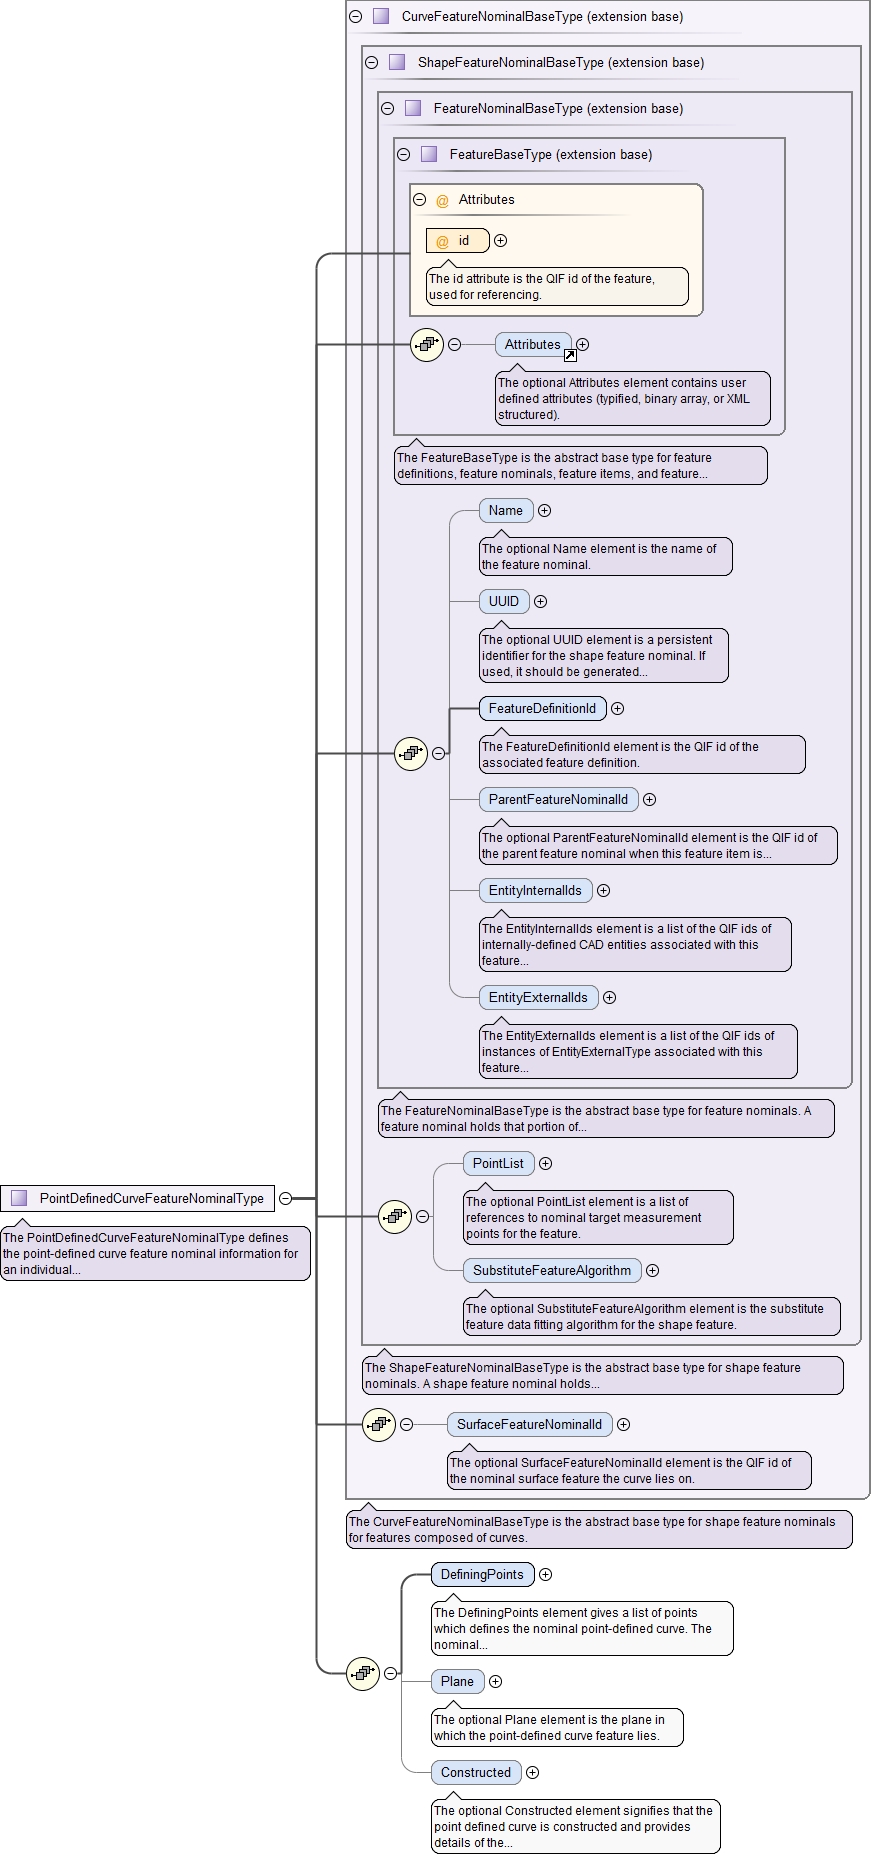 CurveFeatureNominalBaseType (extension base)
ShapeFeatureNominalBaseType (extension base)
FeatureNominalBaseType (extension base)
FeatureBaseType (extension base)
@ Attributes
@ id
The id attribute is the QIF id of the feature,
used for referencing.
Attributes
The optional Attributes element contains user
defined attributes (typified, binary array, or XML
structured).
The FeatureBaseType is the abstract base type for feature
definitions, feature nominals, feature items, and feature...
Name
The optional Name element is the name of
the feature nominal.
UUID
The optional UUID element is a persistent
identifier for the shape feature nominal. If
used, it should be generated...
FeatureDefinitionId
The FeatureDefinitionId element is the QIF id of the
associated feature definition.
ParentFeatureNominalId
The optional ParentFeatureNominalId element is the QIF id of
the parent feature nominal when this feature item is...
EntityInternalIds
The EntityInternalIds element is a list of the QIF ids of
internally-defined CAD entities associated with this
feature...
EntityExternalIds
The EntityExternalIds element is a list of the QIF ids of
instances of EntityExternalType associated with this
feature...
The FeatureNominalBaseType is the abstract base type for feature nominals. A
feature nominal holds that portion of...
PointList
The optional PointList element is a list of
references to nominal target measurement
points for the feature.
PointDefinedCurveFeatureNominalType
The PointDefinedCurveFeatureNominalType defines
the point-defined curve feature nominal information for
an individual...
SubstituteFeatureAlgorithm
The optional SubstituteFeatureAlgorithm element is the substitute
feature data fitting algorithm for the shape feature.
The ShapeFeatureNominalBaseType is the abstract base type for shape feature
nominals. A shape feature nominal holds...
SurfaceFeatureNominalId
The optional SurfaceFeatureNominalId element is the QIF id of
the nominal surface feature the curve lies on.
The CurveFeatureNominalBaseType is the abstract base type for shape feature nominals
for features composed of curves.
DefiningPoints
The DefiningPoints element gives a list of points
which defines the nominal point-defined curve. The
nominal...
Plane
The optional Plane element is the plane in
which the point-defined curve feature lies.
Constructed
The optional Constructed element signifies that the
point defined curve is constructed and provides
details of the...